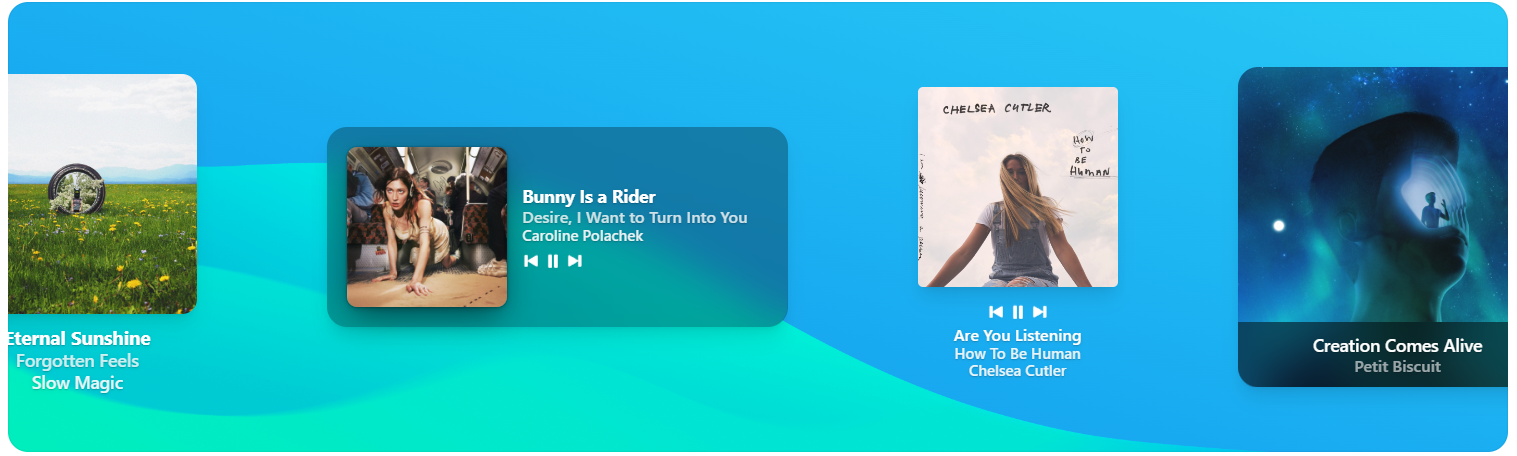 Eternal Sunshine
Forgotten Feels
Slow Magic
Bunny Is a Rider
Desire, I Want to Turn Into You
Caroline Polachek
CHELSEA CUTLER
HOW
TO
BE
HUMAN
Are You Listening
How To Be Human
Chelsea Cutler
Creation Comes Alive
Petit Biscuit